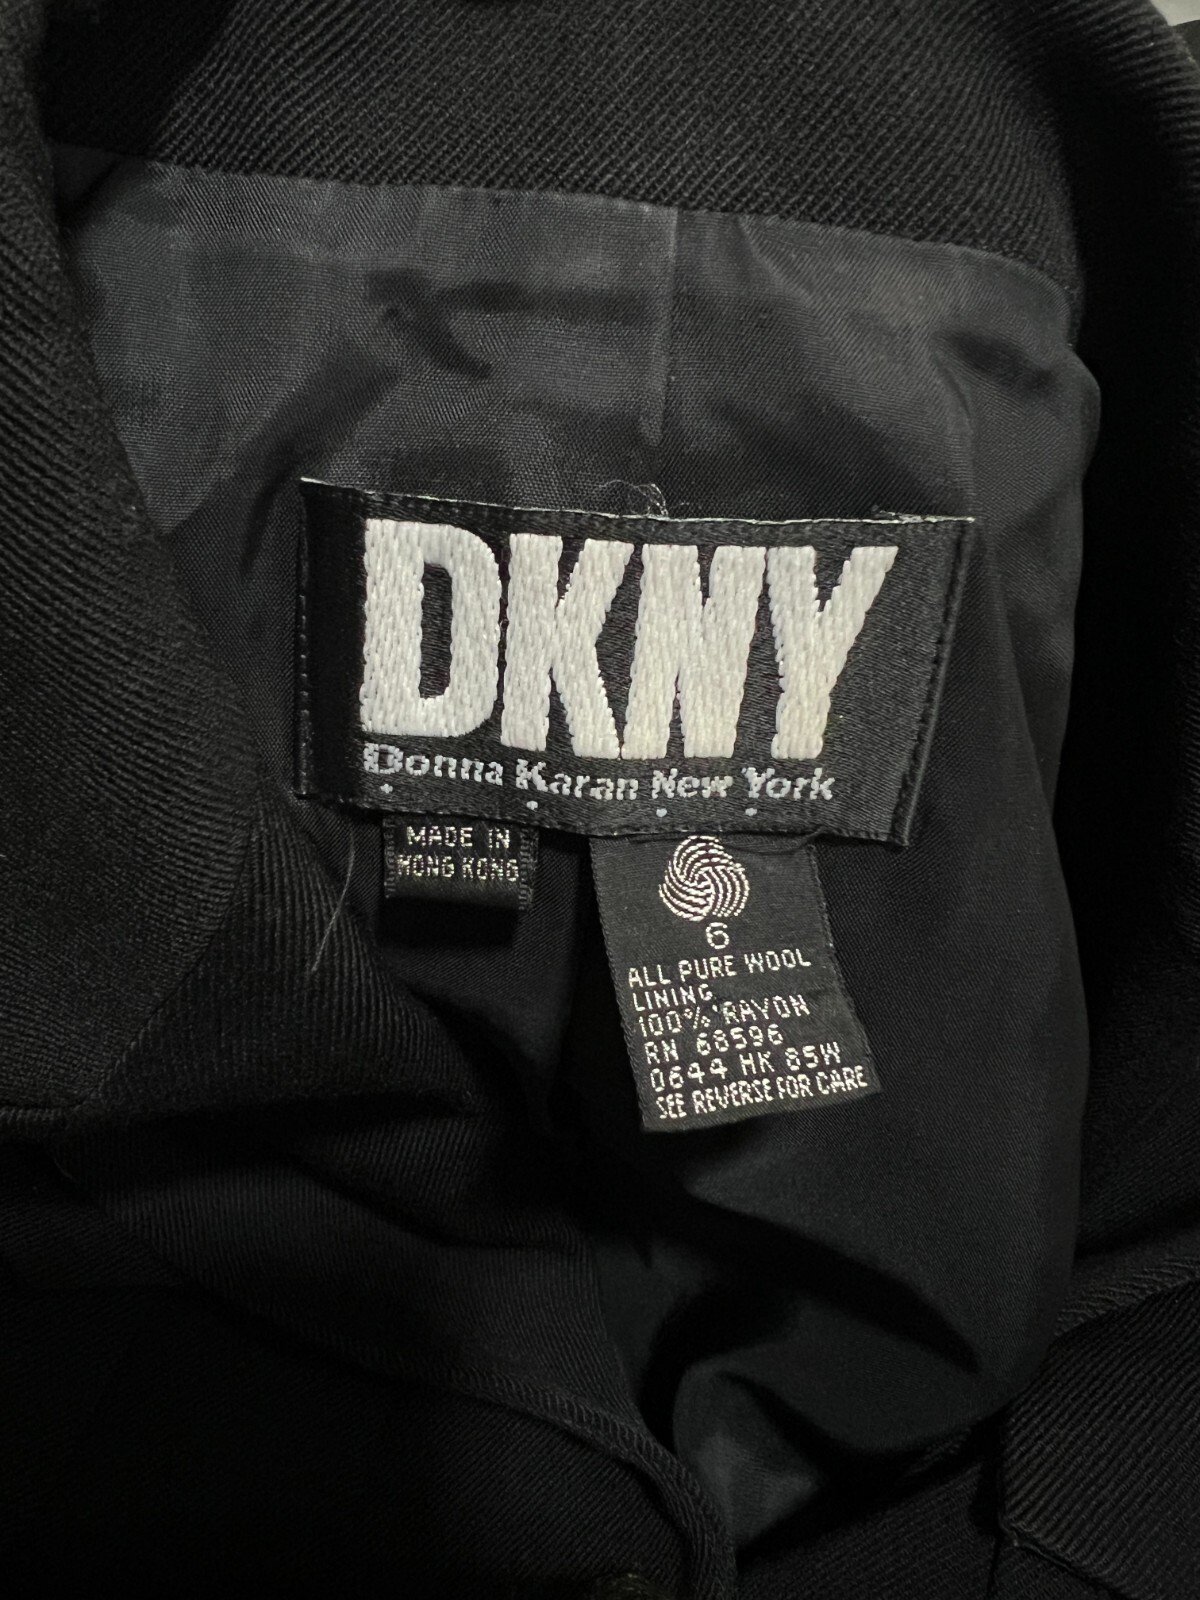 DKNY
Donna Karan New York
MADE IN
HONG KONG
6
ALL PURE WOOL
LINING
100% RAYON
RN 68596
0644 HK 85W
SEE REVERSE FOR CARE